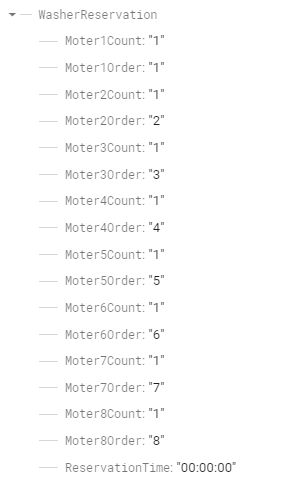 WasherReservation
Moter1Count: "1"
Moter1Order: "1"
Moter2Count: "1"
Moter2Order: "2"
Moter3Count: "1"
Moter3Order: "3"
Moter4Count: "1"
Moter4Order: "4"
Moter5Count: "1"
Moter5Order: "5"
Moter6Count: "1"
Moter6Order: "6"
Moter7Count: "1"
Moter7Order: "7"
Moter8Count: "1"
Moter8Order: "8"
ReservationTime: "00:00:00"